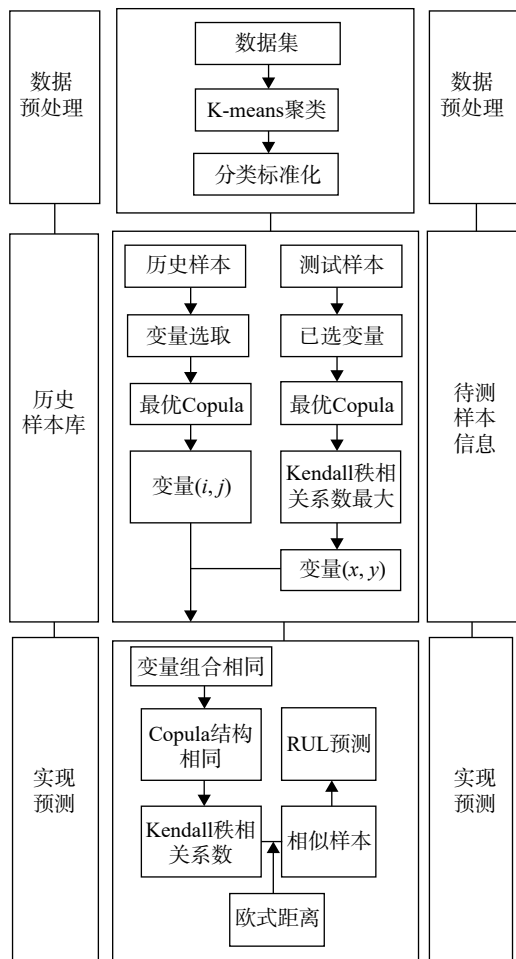 数据
预处理
数据集
K-means聚类
分类标准化
数据
预处理
历史
样本库
历史样本
变量选取
最优Copula
变量(i, j)
测试样本
已选变量
最优Copula
Kendall秩相
关系数最大
变量(x, y)
待测
样本
信息
实现
预测
变量组合相同
Copula结构
相同
Kendall秩相
关系数
欧式距离
相似样本
RUL预测
实现
预测